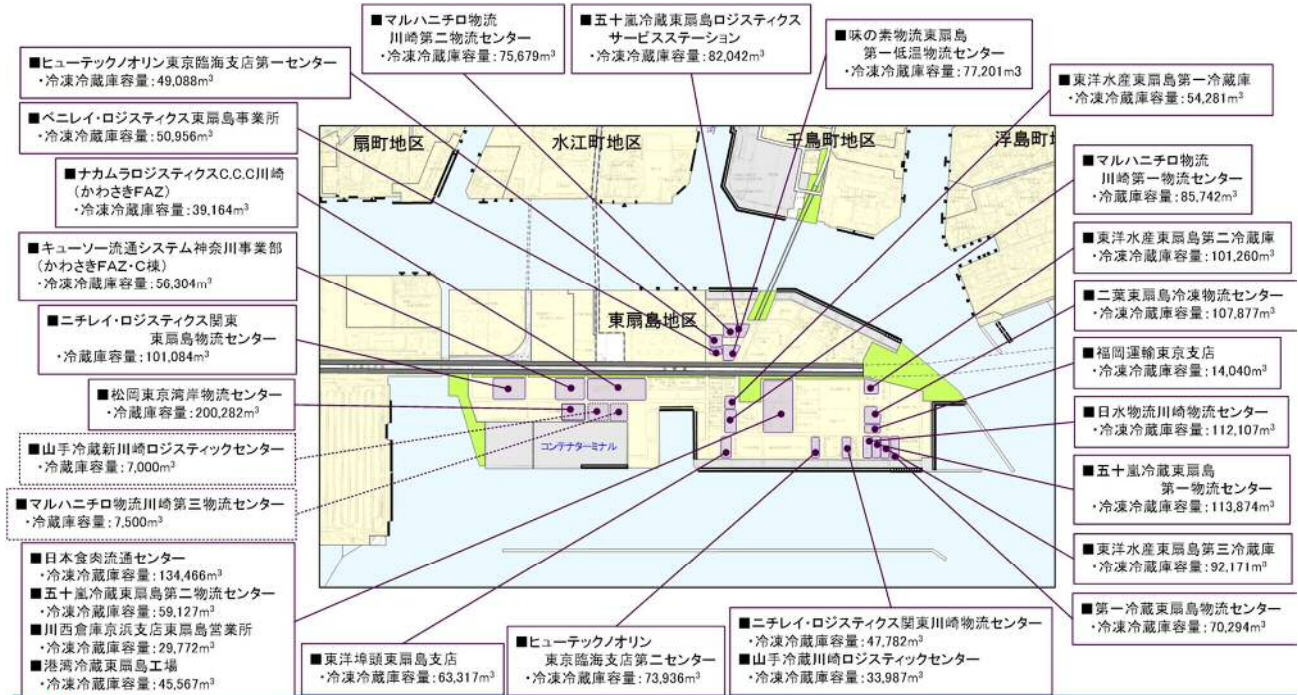 ■マルハニチロ物流
川崎第二物流センター
・冷凍冷蔵庫容量:75,679m³
■五十嵐冷蔵東扇島ロジスティクス
サービスステーション
・冷凍冷蔵庫容量:82,042m³
■味の素物流東扇島
第一低温物流センター
・冷凍冷蔵庫容量:77,201m3
■ヒューテックノオリン東京臨海支店第一センター
・冷凍冷蔵庫容量:49,088m³
■東洋水産東扇島第一冷蔵庫
・冷凍冷蔵庫容量:54,281m³
■ベニレイ・ロジスティクス東扇島事業所
・冷凍冷蔵庫容量:50,956m³
■ナカムラロジスティクスC.C.C川崎
(かわさきFAZ)
・冷凍冷蔵庫容量:39,164m³
■キューソー流通システム神奈川事業部
(かわさきFAZ・C棟)
・冷凍冷蔵庫容量:56,304m³
■ニチレイ・ロジスティクス関東
東扇島物流センター
・冷蔵庫容量:101,084m³
■松岡東京湾岸物流センター
・冷蔵庫容量:200,282m³
■山手冷蔵新川崎ロジスティックセンター
・冷蔵庫容量:7,000m³
■マルハニチロ物流川崎第三物流センター
・冷蔵庫容量:7,500m³
■日本食肉流通センター
・冷凍冷蔵庫容量:134,466m³
■五十嵐冷蔵東扇島第二物流センター
・冷凍冷蔵庫容量:59,127m³
■川西倉庫京浜支店東扇島営業所
・冷凍冷蔵庫容量:29,772m³
■港湾冷蔵東扇島工場
・冷凍冷蔵庫容量:45,567m³
扇町地区
水江町地区
千鳥町地区
浮島町地
東扇島地区
コンテナターミナル
■マルハニチロ物流
川崎第一物流センター
・冷凍冷蔵庫容量:85,742m³
■東洋水産東扇島第二冷蔵庫
・冷凍冷蔵庫容量:101,260m³
■二葉東扇島冷凍物流センター
・冷凍冷蔵庫容量:107,877m³
■福岡運輸東京支店
・冷凍冷蔵庫容量:14,040m³
■日水物流川崎物流センター
・冷凍冷蔵庫容量:112,107m³
■五十嵐冷蔵東扇島
第一物流センター
・冷凍冷蔵庫容量:113,874m³
■東洋水産東扇島第三冷蔵庫
・冷凍冷蔵庫容量:92,171m³
■第一冷蔵東扇島物流センター
・冷凍冷蔵庫容量:70,294m³
■東洋埠頭東扇島支店
・冷凍冷蔵庫容量:63,317m³
■ヒューテックノオリン
東京臨海支店第二センター
・冷凍冷蔵庫容量:73,936m³
■ニチレイ・ロジスティクス関東川崎物流センター
・冷凍冷蔵庫容量:47,782m³
■山手冷蔵川崎ロジスティックセンター
・冷凍冷蔵庫容量:33,987m³